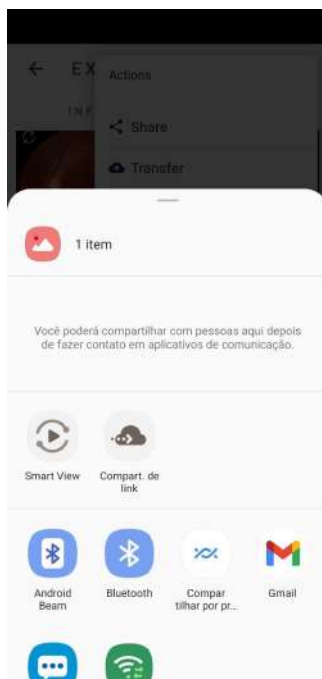 EX
Actions
INF
Share
Transfer
1 item
Você poderá compartilhar com pessoas aqui depois
de fazer contato em aplicativos de comunicação.
Smart View
Compart. de
link
Android
Beam
Bluetooth
Compar
tilhar por pr...
Gmail